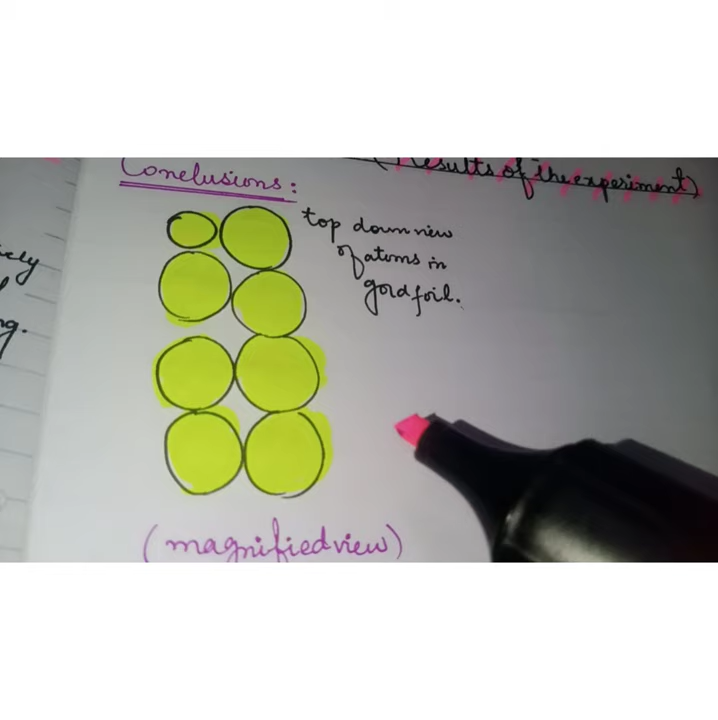 (Results of the experiment)
Conclusions:
top down view
of atoms in
gold foil.
(magnified view)